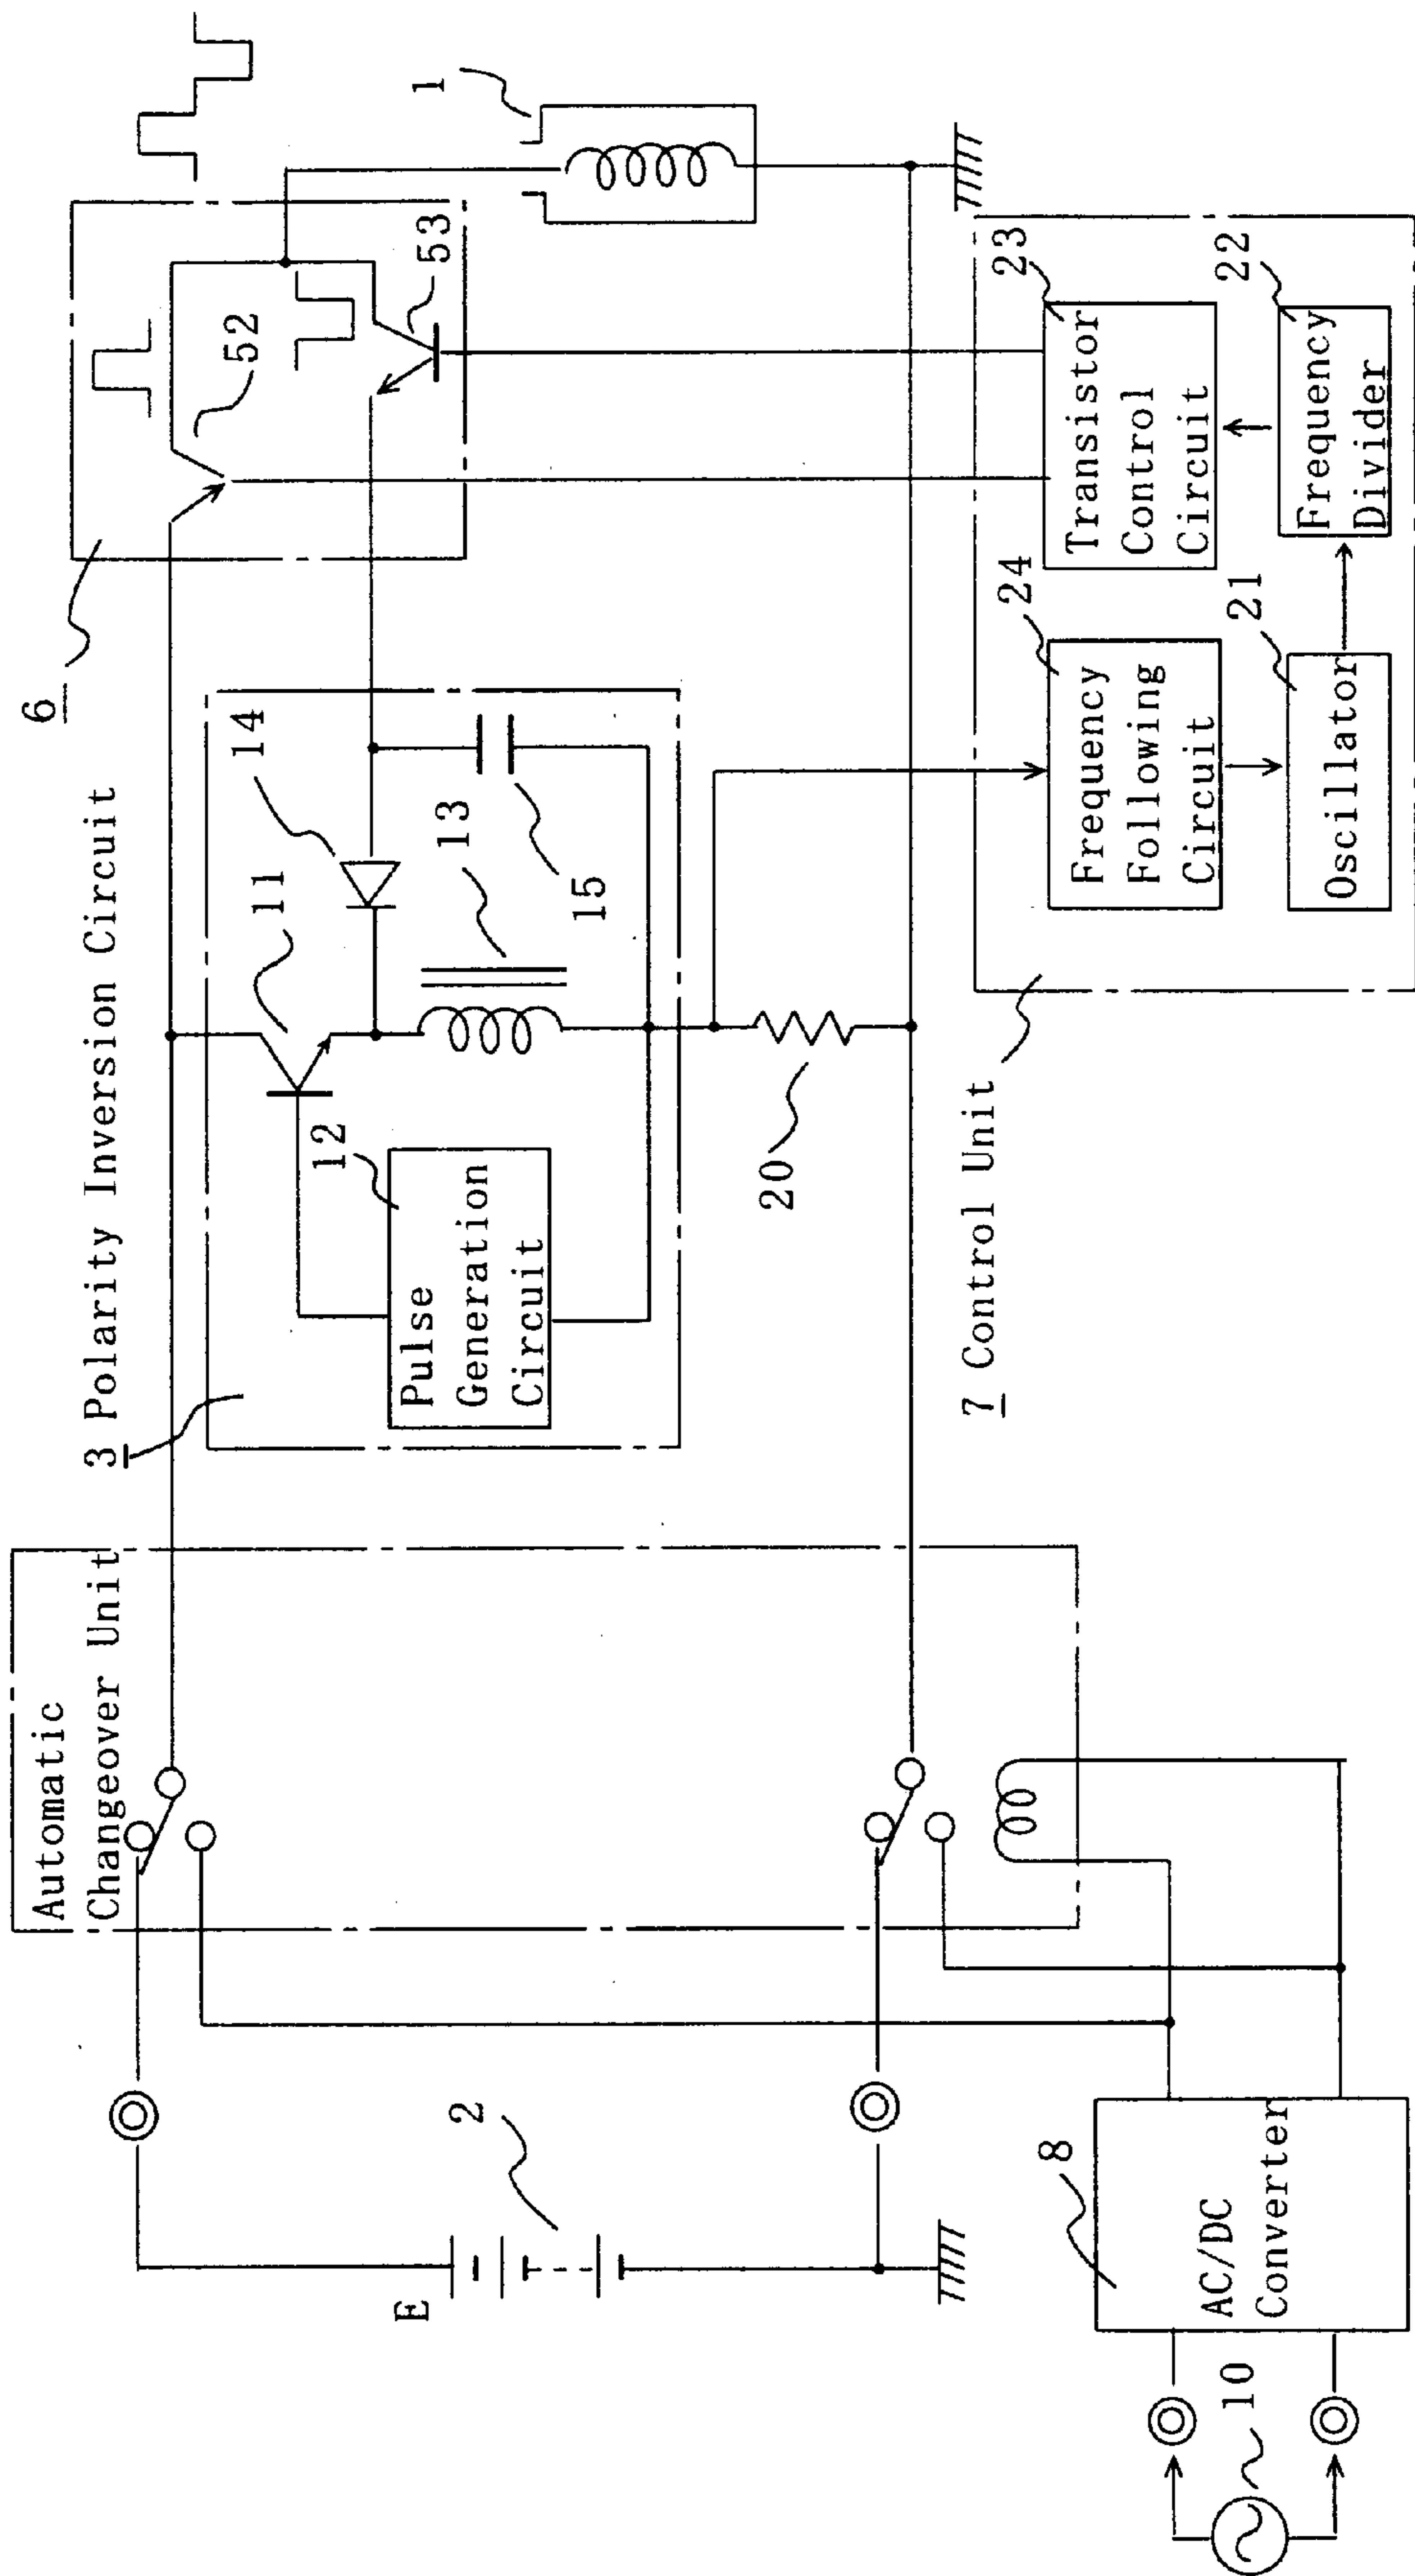 6
52
53
1
3 Polarity Inversion Circuit
11
14
12
Pulse
Generation
Circuit
13
15
20
Automatic
Changeover Unit
E
2
7 Control Unit
24
Frequency
Following
Circuit
23
Transistor
Control
Circuit
21
Oscillator
22
Frequency
Divider
8
AC/DC
Converter
10